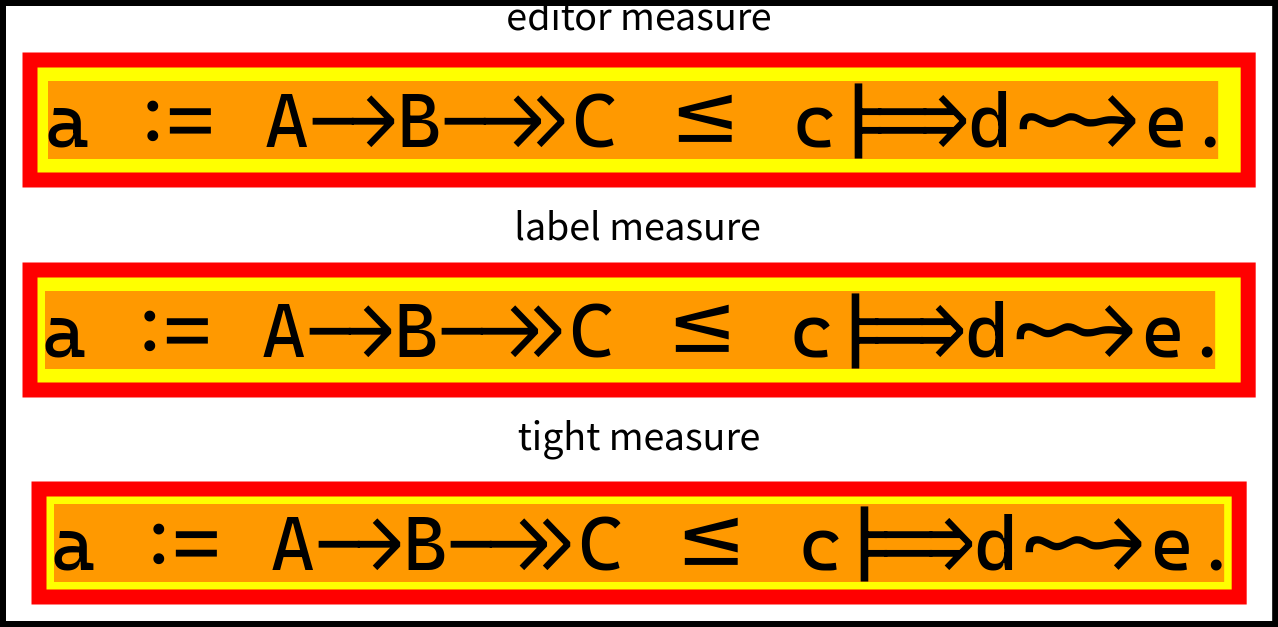 editor measure
a := A⟶B⟶»C ≤ c⊨⟹d⟿e.
label measure
a := A⟶B⟶»C ≤ c⊨⟹d⟿e.
tight measure
a := A⟶B⟶»C ≤ c⊨⟹d⟿e.